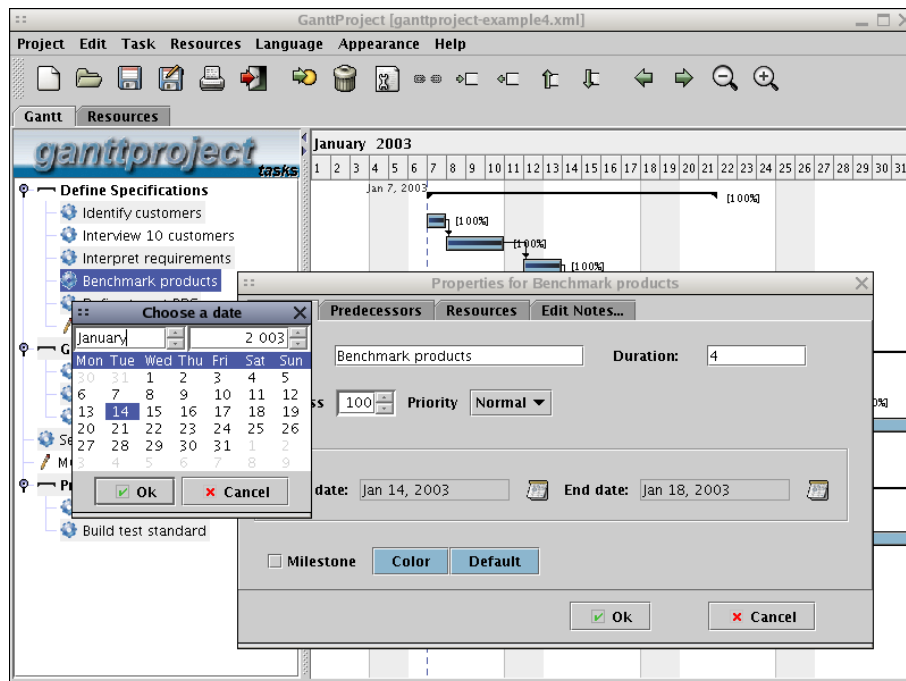 GanttProject [ganttproject-example4.xml]
Project Edit Task Resources Language Appearance Help
Gantt Resources
ganttproject
tasks
January 2003
1 2 3 4 5 6 7 8 9 10 11 12 13 14 15 16 17 18 19 20 21 22 23 24 25 26 27 28 29 30 31
Jan 7, 2003
[100%]
Define Specifications
Identify customers
[100%]
Interview 10 customers
[100%]
Interpret requirements
[100%]
Benchmark products
Properties for Benchmark products
Predecessors Resources Edit Notes...
Benchmark products
Duration: 4
100
Priority Normal
date: Jan 14, 2003
End date: Jan 18, 2003
Milestone Color Default
Ok Cancel
Choose a date
January 2 003
Mon Tue Wed Thu Fri Sat Sun
30 31 1 2 3 4 5
6 7 8 9 10 11 12
13 14 15 16 17 18 19
20 21 22 23 24 25 26
27 28 29 30 31 1 2
3 4 5 6 7 8 9
Ok Cancel
Build test standard